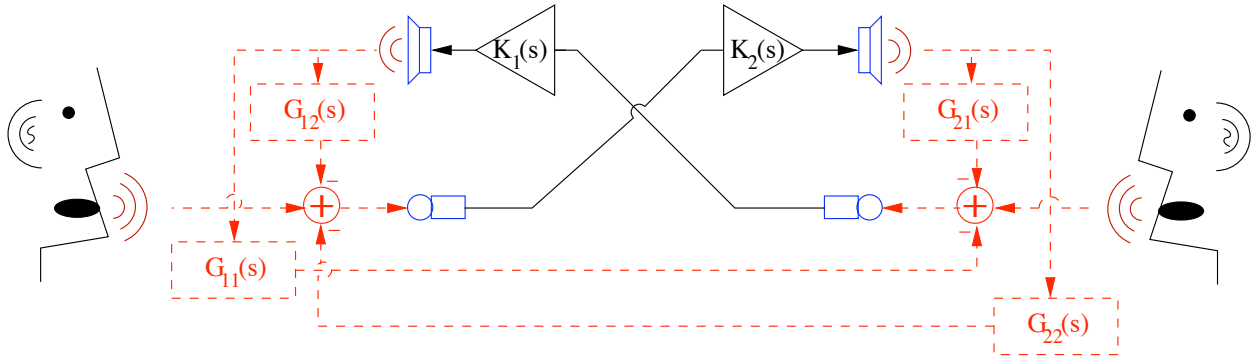 K₁(s)
K₂(s)
G₁₂(s)
G₂₁(s)
−
−
+
+
−
−
G₁₁(s)
G₂₂(s)